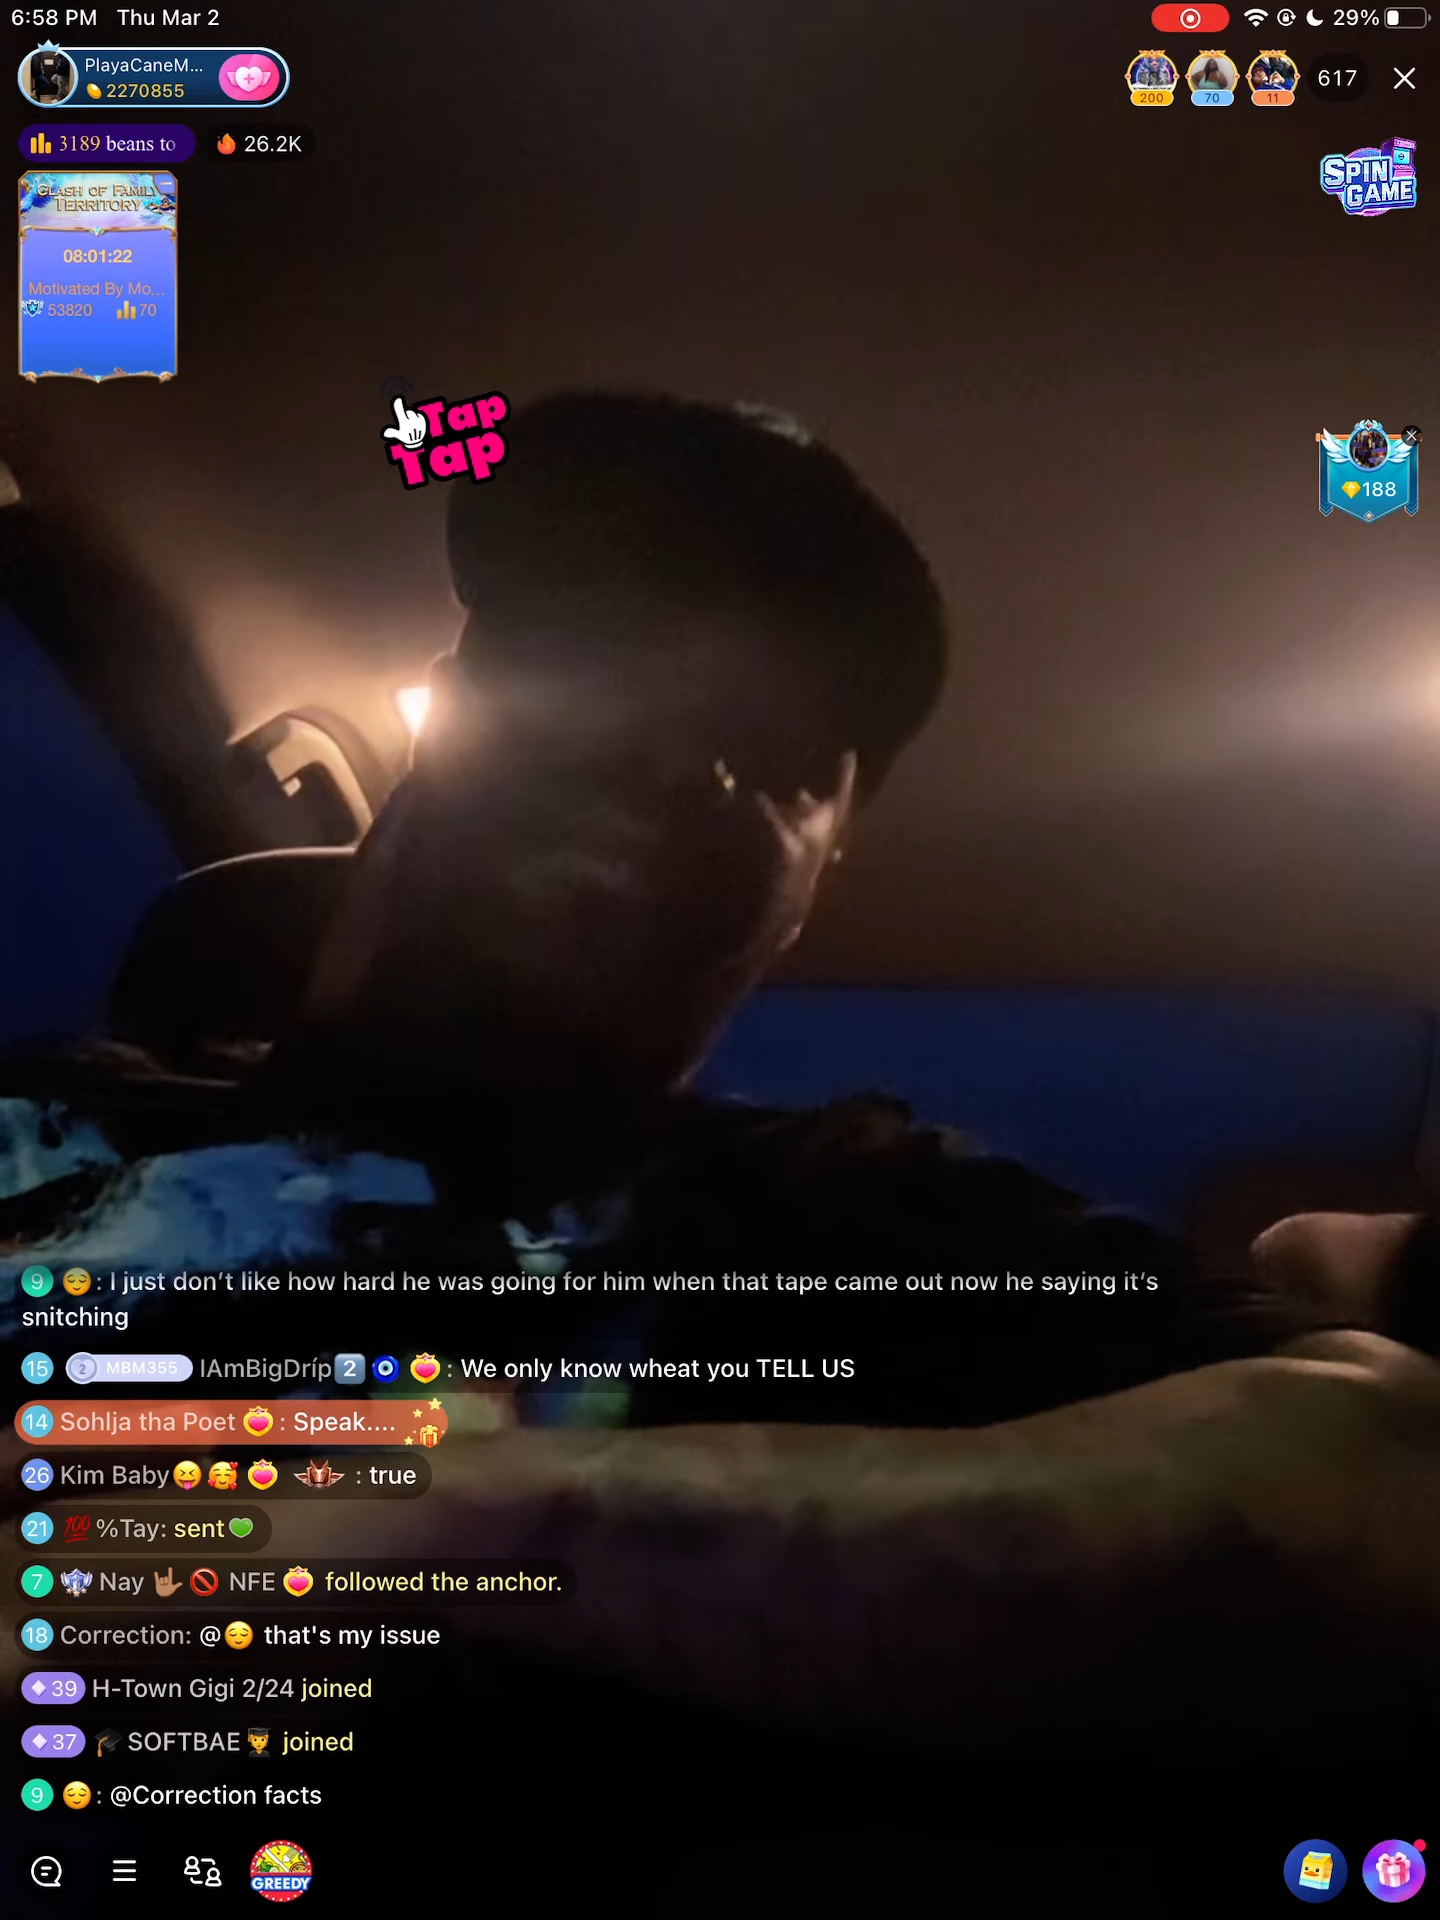 6:58 PM Thu Mar 2
29%
PlayaCaneM...
2270855
200
70
11
617
3189 beans to
26.2K
SPIN
GAME
CLASH OF FAMILY
TERRITORY
08:01:22
Motivated By Mo...
53820 70
Tap
Tap
188
9 😌: I just don't like how hard he was going for him when that tape came out now he saying it's
snitching
15 2 MBM355 IAmBigDríp2️⃣🧿: We only know wheat you TELL US
14 Sohlja tha Poet : Speak....
26 Kim Baby😝🥰 : true
21 💯%Tay: sent💚
7 Nay 🤟🏽🚫 NFE followed the anchor.
18 Correction: @😌 that's my issue
39 H-Town Gigi 2/24 joined
37 🎓SOFTBAE👨‍🎓 joined
9 😌: @Correction facts
GREEDY